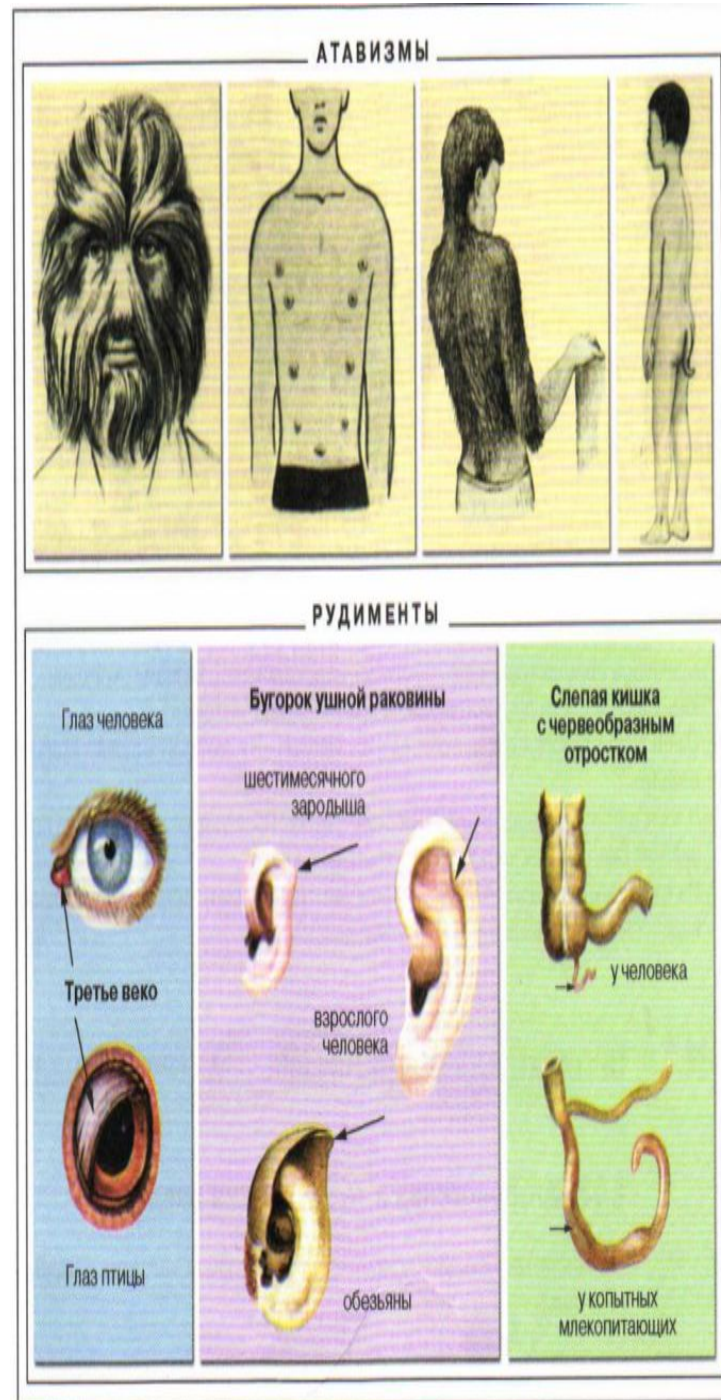 АТАВИЗМЫ
РУДИМЕНТЫ
Глаз человека
Третье веко
Глаз птицы
Бугорок ушной раковины
шестимесячного
зародыша
взрослого
человека
обезьяны
Слепая кишка
с червеобразным
отростком
у человека
у копытных
млекопитающих